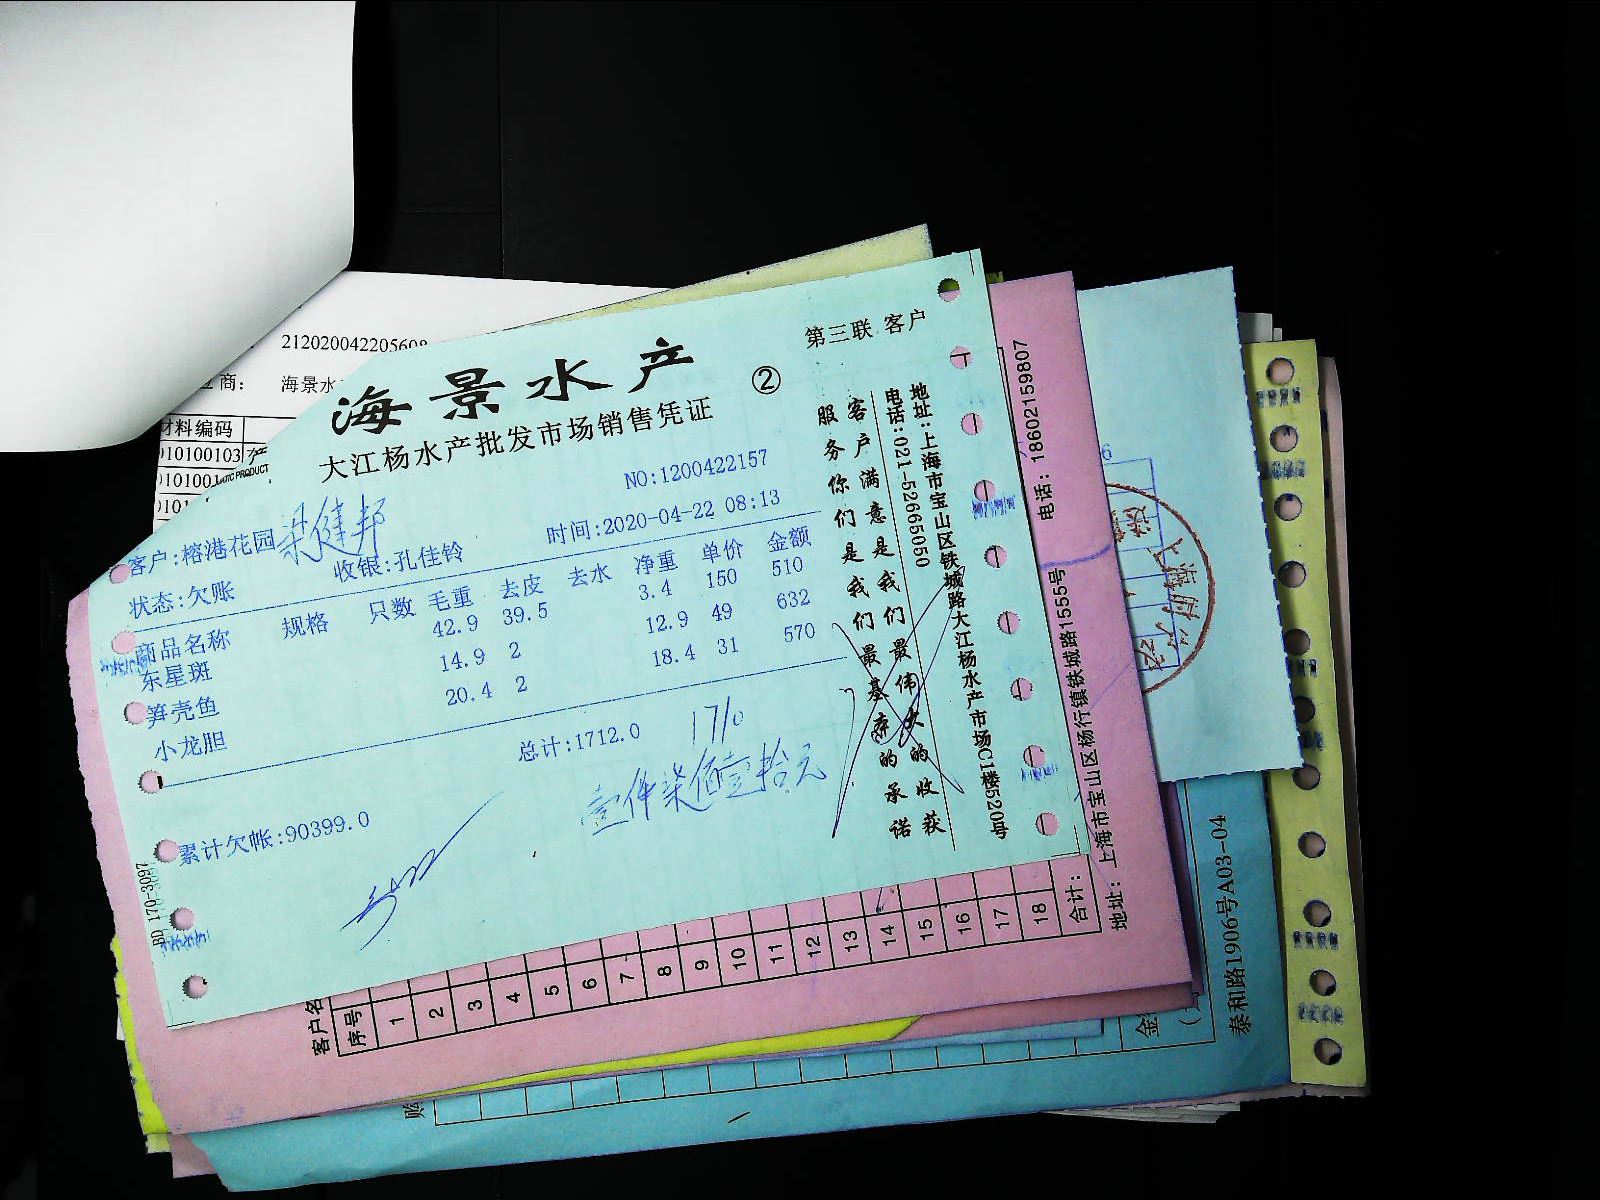 212020042205608
商： 海景水
材料编码
010100103
ATIC PRODUCT
海景水产
②
第三联 客户
大江杨水产批发市场销售凭证
NO:1200422157
客户:榕港花园 梁健邦
时间:2020-04-22 08:13
状态:欠账
收银:孔佳铃
商品名称 规格 只数 毛重 去皮 去水 净重 单价 金额
东星斑 42.9 39.5 3.4 150 510
笋壳鱼 14.9 2 12.9 49 632
小龙胆 20.4 2 18.4 31 570
总计:1712.0
1710
壹仟柒佰壹拾元
累计欠帐:90399.0
BD 170-3097
客户满意是我们最伟大的收获
服务你们是我们最基本的承诺
地址:上海市宝山区铁城路大江杨水产市场C1楼520号
电话:021-52665050
电话：18602159807
地址：上海市宝山区杨行镇铁城路1555号
客户名
序号
1
2
3
4
5
6
7
8
9
10
11
12
13
14
15
16
17
18
合计:
购
金
泰和路1906号A03-04